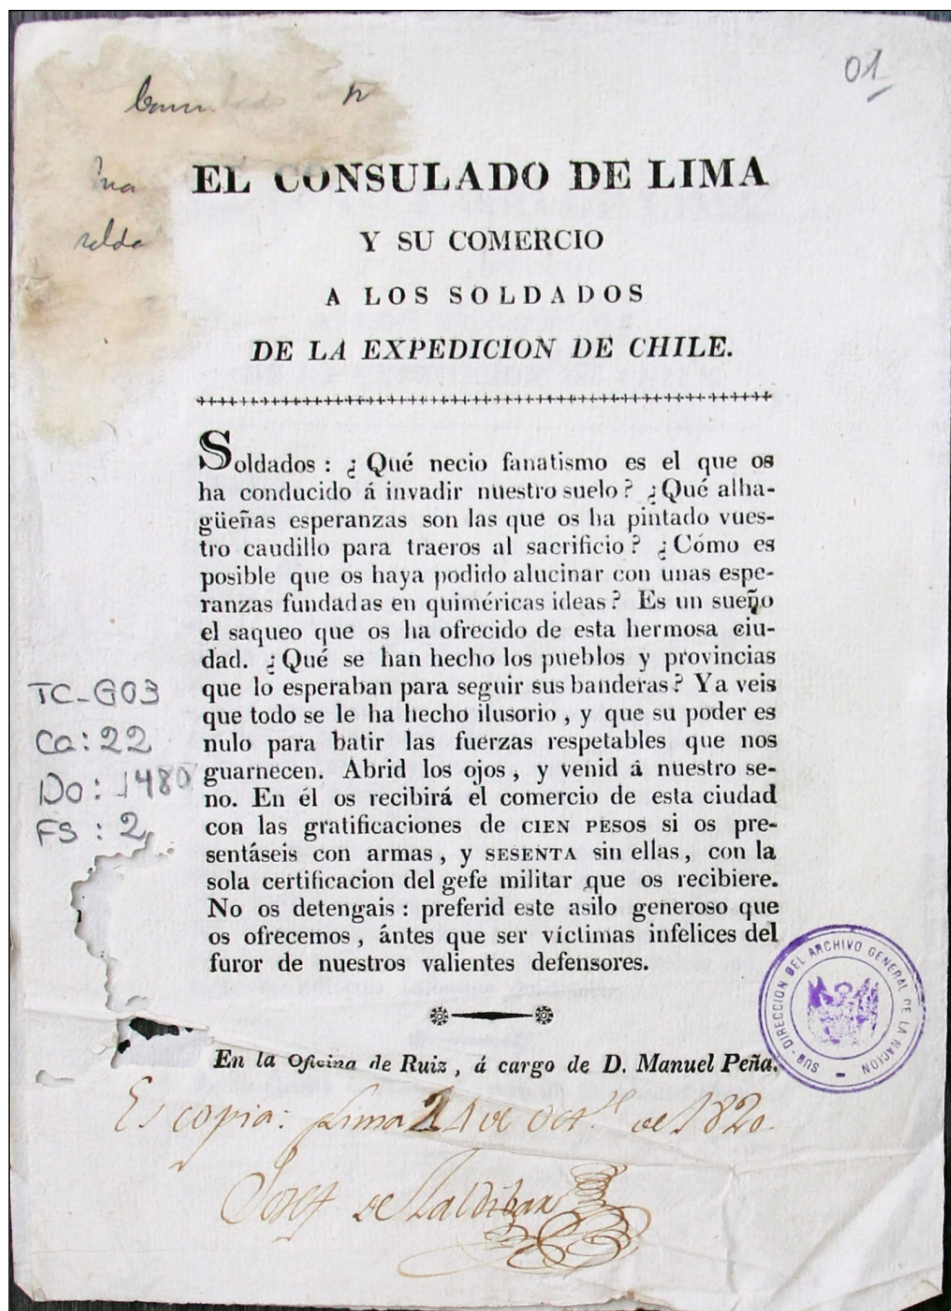 01
EL CONSULADO DE LIMA
Y SU COMERCIO
A LOS SOLDADOS
DE LA EXPEDICION DE CHILE.
Soldados : ¿ Qué necio fanatismo es el que os
ha conducido á invadir nuestro suelo ? ¿Qué alha-
güeñas esperanzas son las que os ha pintado vues-
tro caudillo para traeros al sacrificio ? ¿Cómo es
posible que os haya podido alucinar con unas espe-
ranzas fundadas en quiméricas ideas ? Es un sueño
el saqueo que os ha ofrecido de esta hermosa ciu-
dad. ¿Qué se han hecho los pueblos y provincias
que lo esperaban para seguir sus banderas ? Ya veis
que todo se le ha hecho ilusorio , y que su poder es
nulo para batir las fuerzas respetables que nos
guarnecen. Abrid los ojos , y venid á nuestro se-
no. En él os recibirá el comercio de esta ciudad
con las gratificaciones de CIEN PESOS si os pre-
sentáseis con armas , y SESENTA sin ellas , con la
sola certificacion del gefe militar que os recibiere.
No os detengais : preferid este asilo generoso que
os ofrecemos , ántes que ser víctimas infelices del
furor de nuestros valientes defensores.
TC-G03
Ca: 22
Do: 1480
FS: 2
SUB-DIRECCION DEL ARCHIVO GENERAL DE LA NACION
En la Oficina de Ruiz , á cargo de D. Manuel Peña.
Es copia: Lima de de 1820.